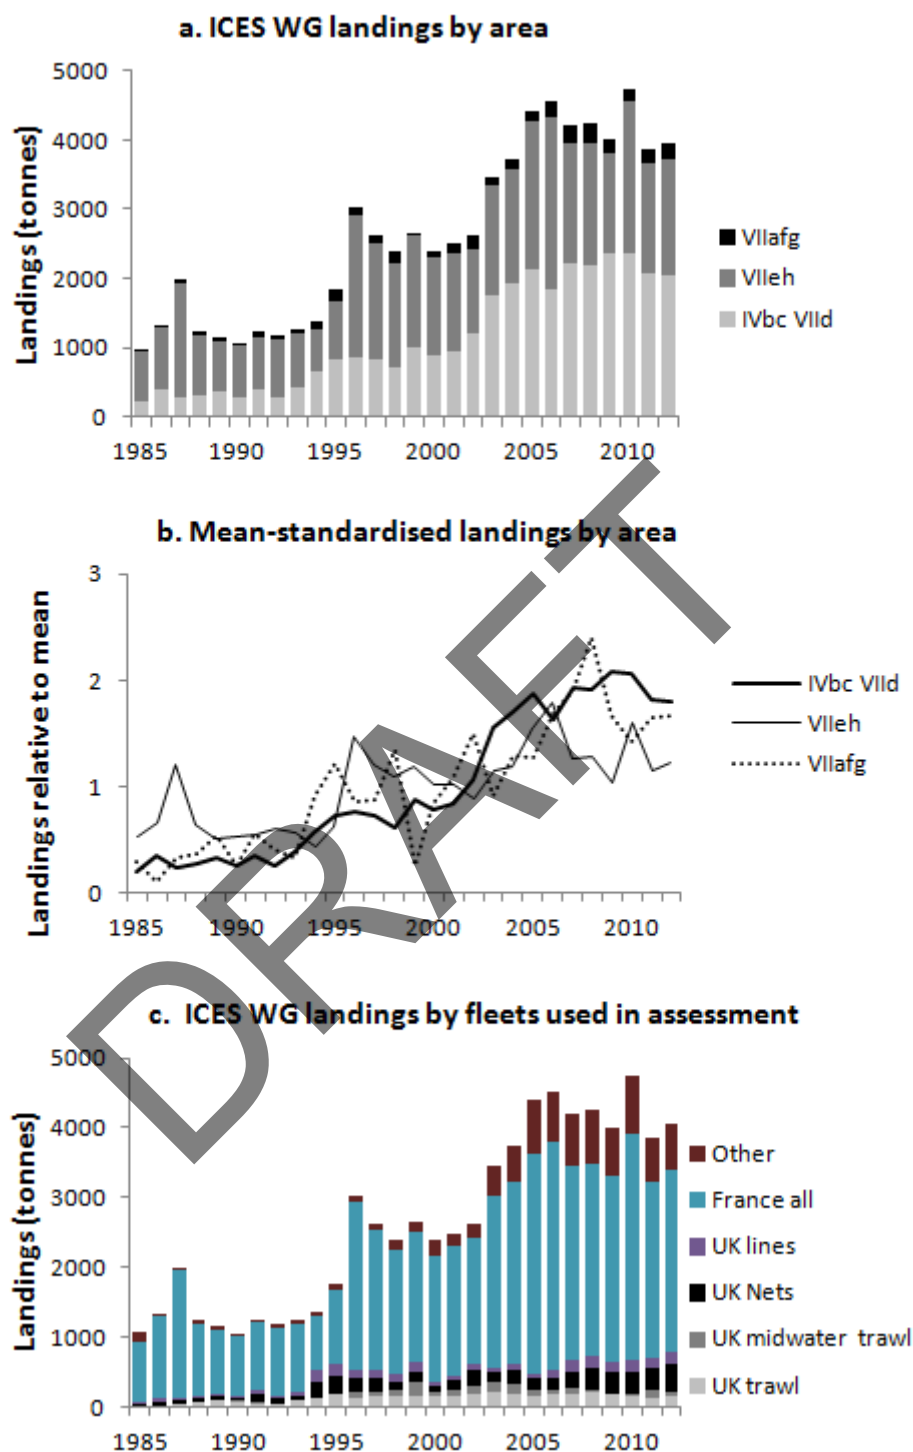 a. ICES WG landings by area
Landings (tonnes)
5000
4000
3000
2000
1000
0
1985 1990 1995 2000 2005 2010
VIIafg
VIIeh
IVbc VIId
b. Mean-standardised landings by area
Landings relative to mean
3
2
1
0
1985 1990 1995 2000 2005 2010
IVbc VIId
VIIeh
VIIafg
DRAFT
c. ICES WG landings by fleets used in assessment
Landings (tonnes)
5000
4000
3000
2000
1000
0
1985 1990 1995 2000 2005 2010
Other
France all
UK lines
UK Nets
UK midwater trawl
UK trawl